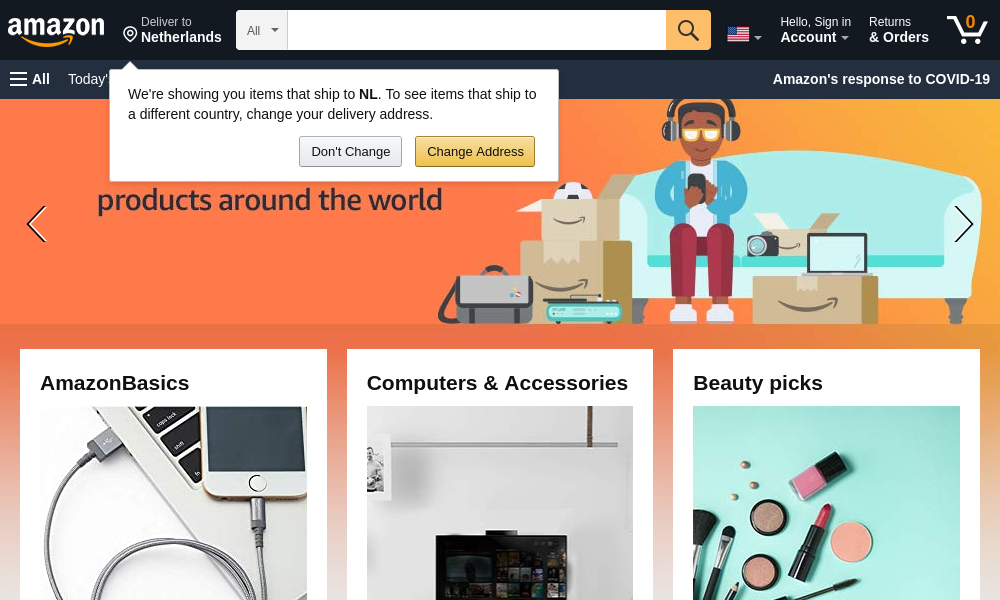 amazon
Deliver to
Netherlands
All
Hello, Sign in
Account
Returns
& Orders
0
All
Today'
Amazon's response to COVID-19
We're showing you items that ship to NL. To see items that ship to
a different country, change your delivery address.
Don't Change
Change Address
products around the world
AmazonBasics
Computers & Accessories
Beauty picks
caps lock
shift
fn